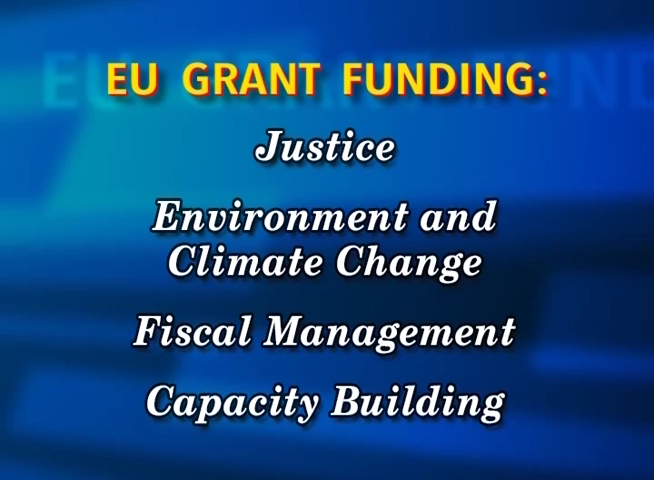 EU GRANT FUNDING:
Justice
Environment and
Climate Change
Fiscal Management
Capacity Building